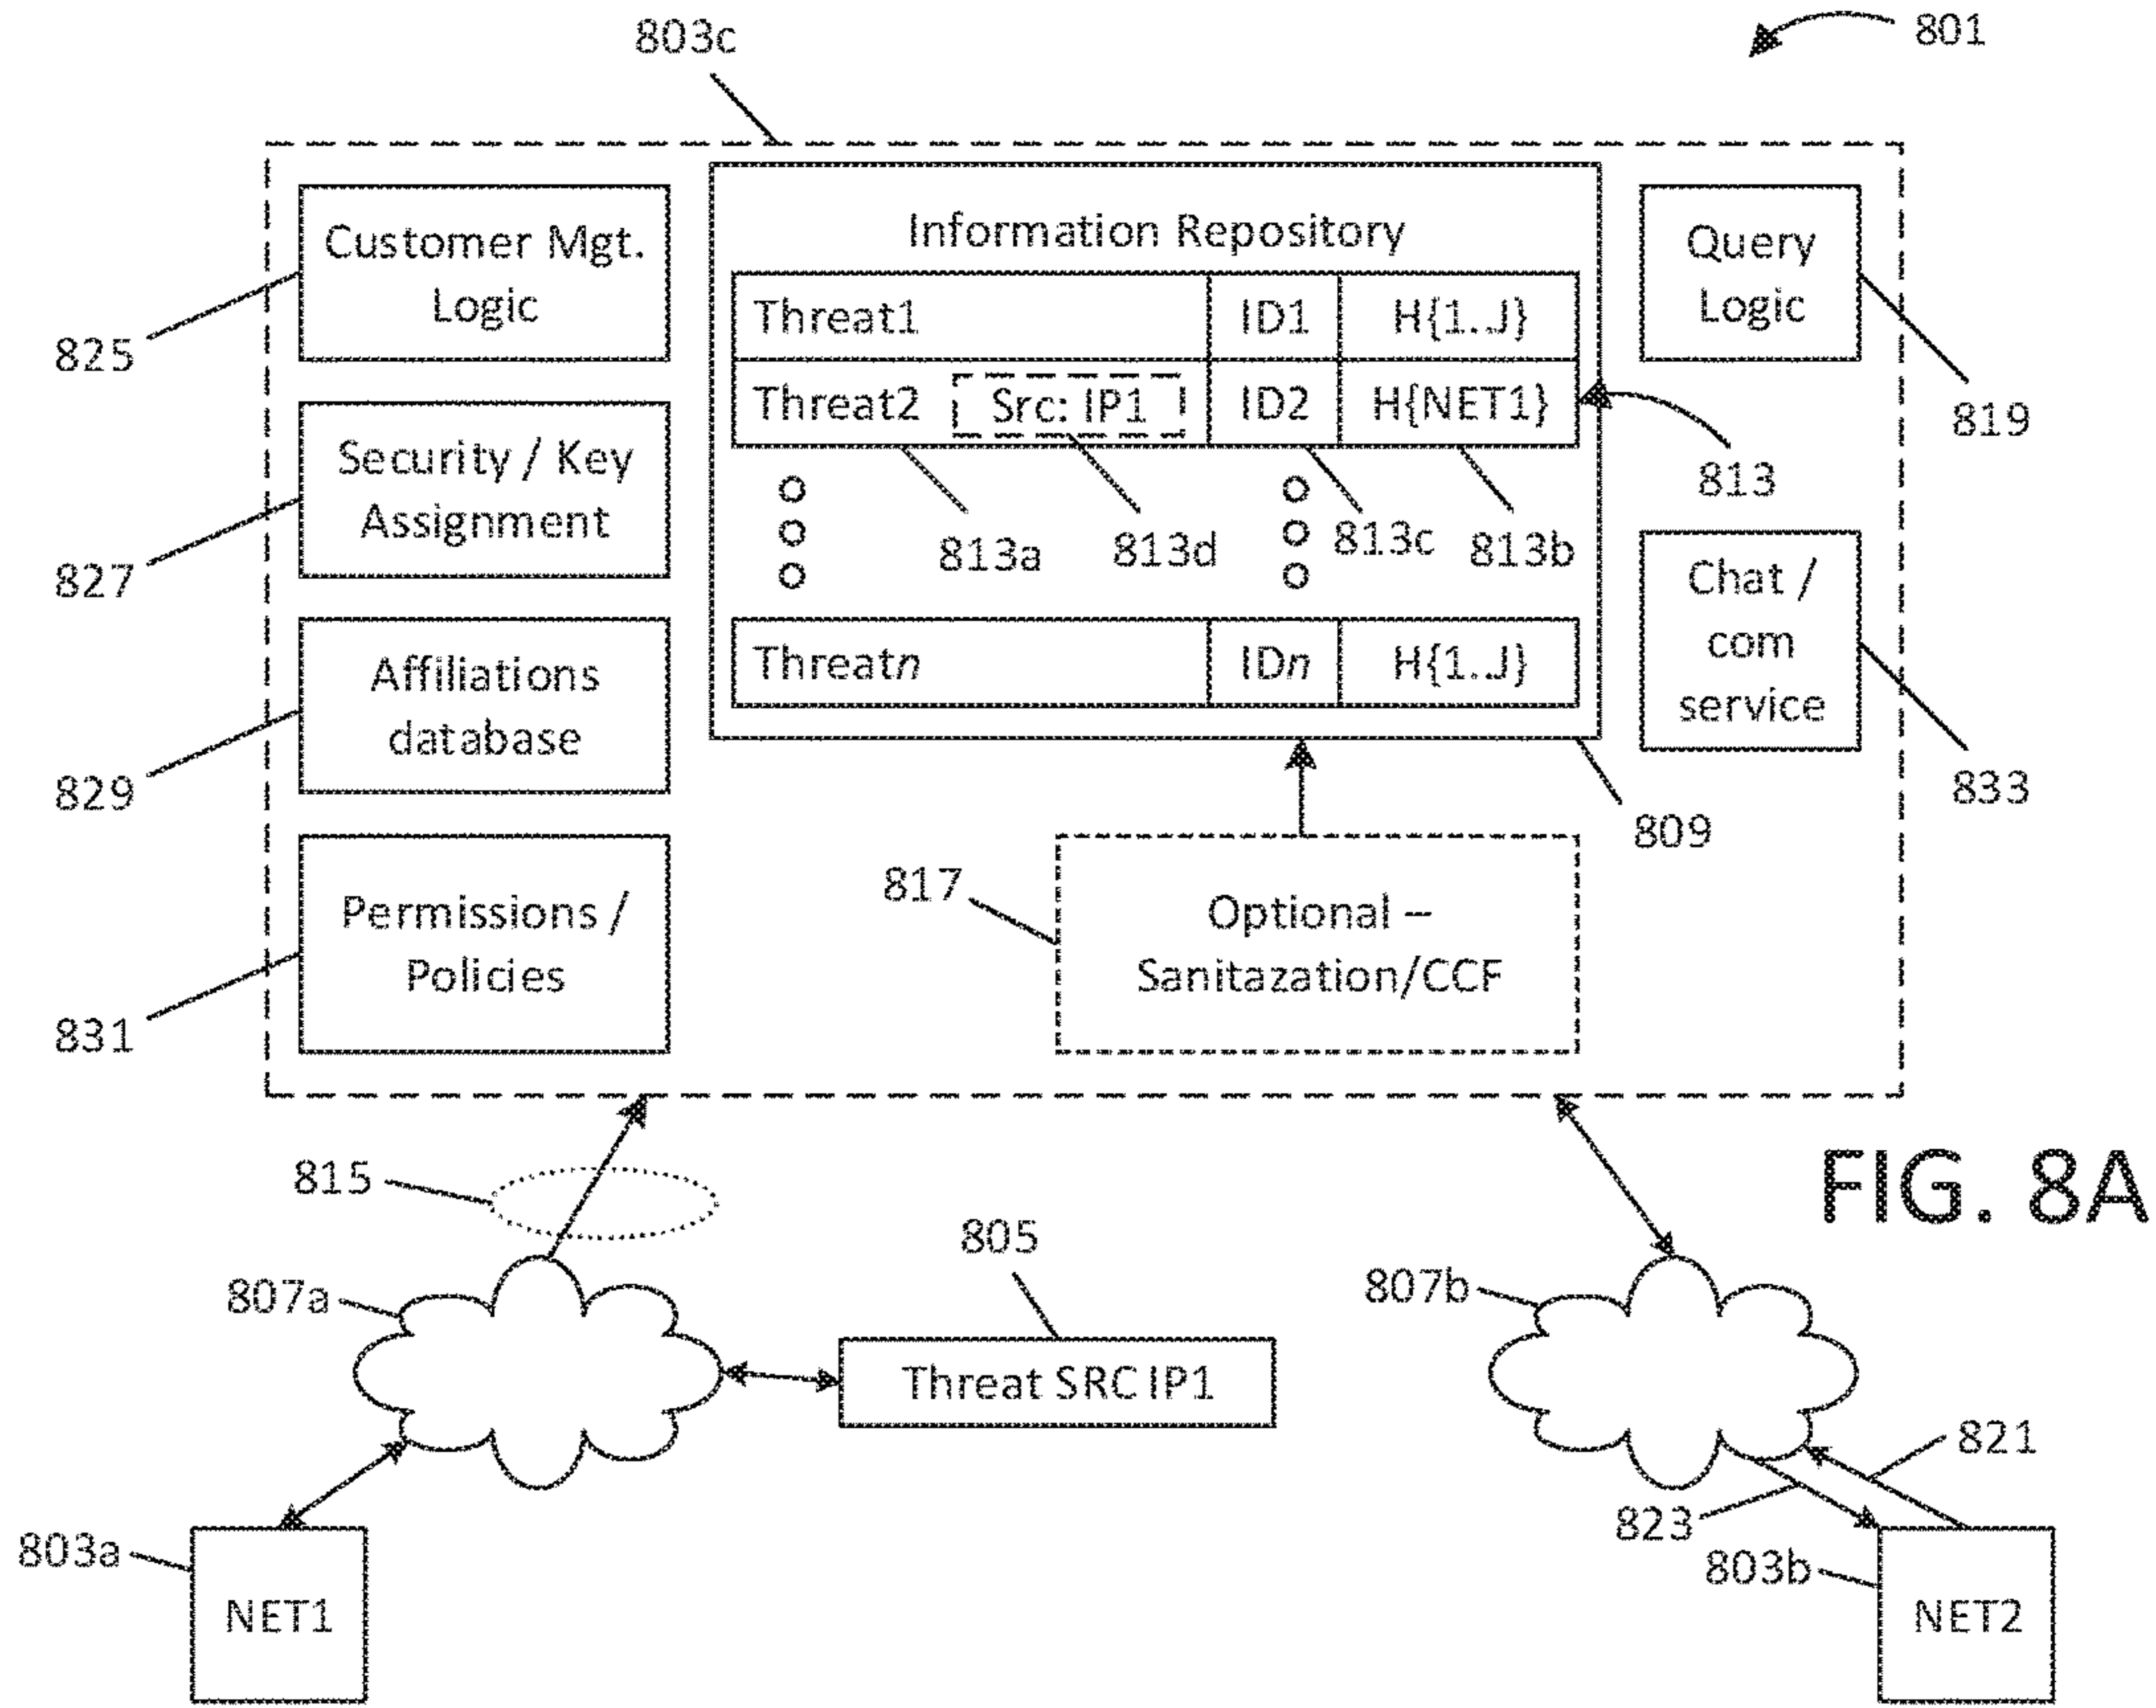 803c
801
Customer Mgt.
Logic
825
Information Repository
Threat1 ID1 H{1..J}
Threat2 Src: IP1 ID2 H{NET1}
813a 813d 813c 813b
Threatn IDn H{1..J}
Query
Logic
819
813
Security / Key
Assignment
827
Chat /
com
service
833
Affiliations
database
829
809
Permissions /
Policies
831
817
Optional –
Sanitazation/CCF
815
FIG. 8A
805
807a
Threat SRC IP1
807b
821
823
803a
NET1
803b
NET2